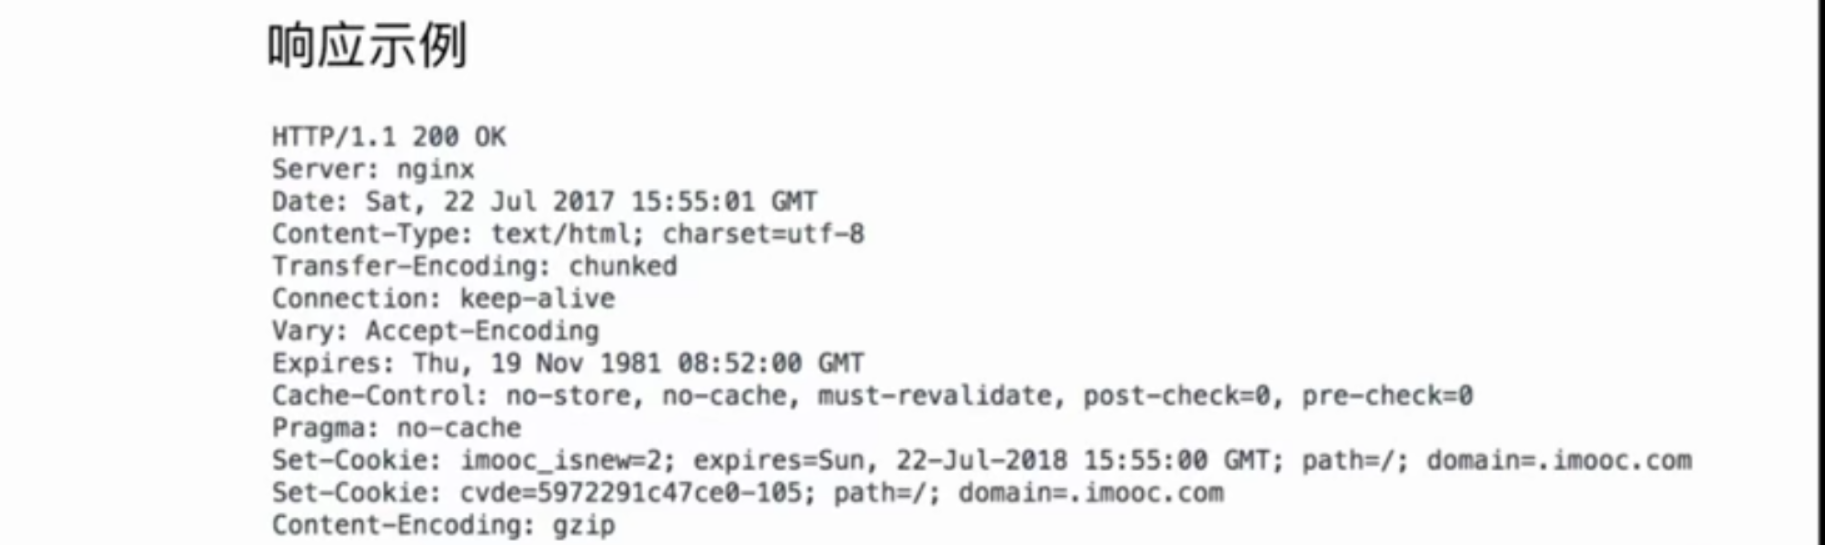 响应示例
HTTP/1.1 200 OK
Server: nginx
Date: Sat, 22 Jul 2017 15:55:01 GMT
Content-Type: text/html; charset=utf-8
Transfer-Encoding: chunked
Connection: keep-alive
Vary: Accept-Encoding
Expires: Thu, 19 Nov 1981 08:52:00 GMT
Cache-Control: no-store, no-cache, must-revalidate, post-check=0, pre-check=0
Pragma: no-cache
Set-Cookie: imooc_isnew=2; expires=Sun, 22-Jul-2018 15:55:00 GMT; path=/; domain=.imooc.com
Set-Cookie: cvde=5972291c47ce0-105; path=/; domain=.imooc.com
Content-Encoding: gzip